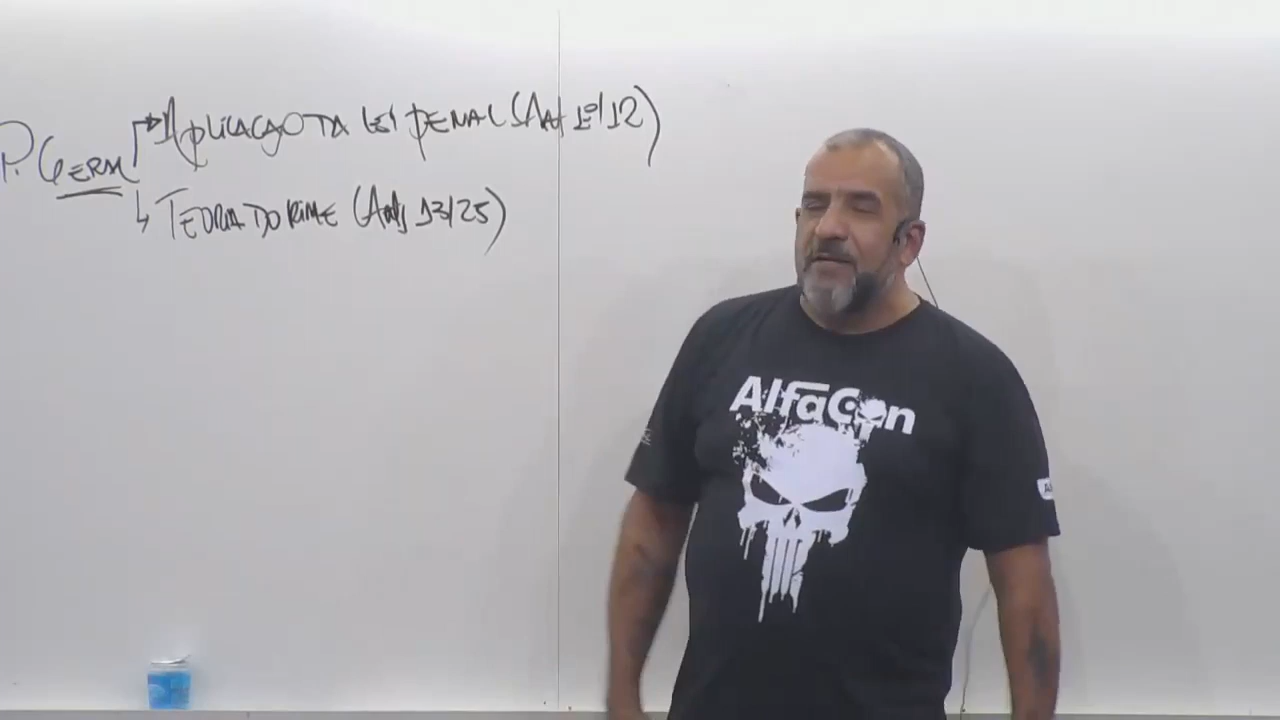 P. GERAL
APLICAÇÃO DA LEI PENAL (Art 1º/12)
TEORIA DO CRIME (Art 13/25)
AlfaCon